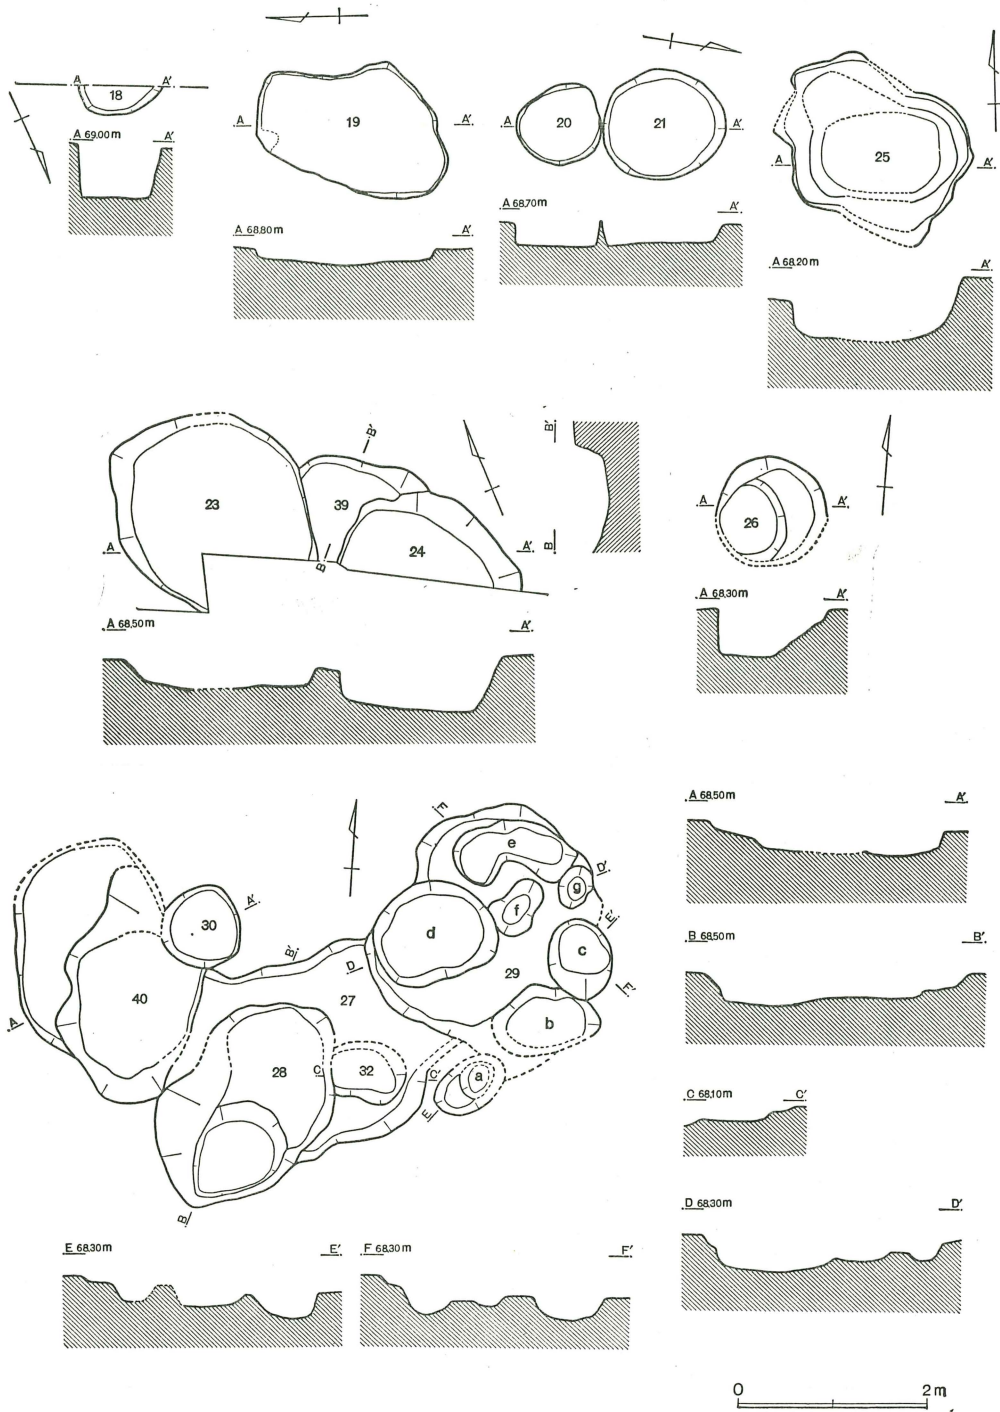 A A'
18
A 69.00m A'
A 19 A'
A 68.80m A'
A 20 21 A'
A 68.70m A'
A 25 A'
A 68.20m A'
B'
23 39 24
A B A'
A 68.50m A'
B'
B
A 26 A'
A 68.30m A'
A 68.50m A'
B 68.50m B'
C 68.10m C'
D 68.30m D'
F e D'
g
A' 30 f E'
B' d c
D 29 F'
40 27 b
A
28 C 32 C' a
E
B
E 68.30m E'
F 68.30m F'
0 2m